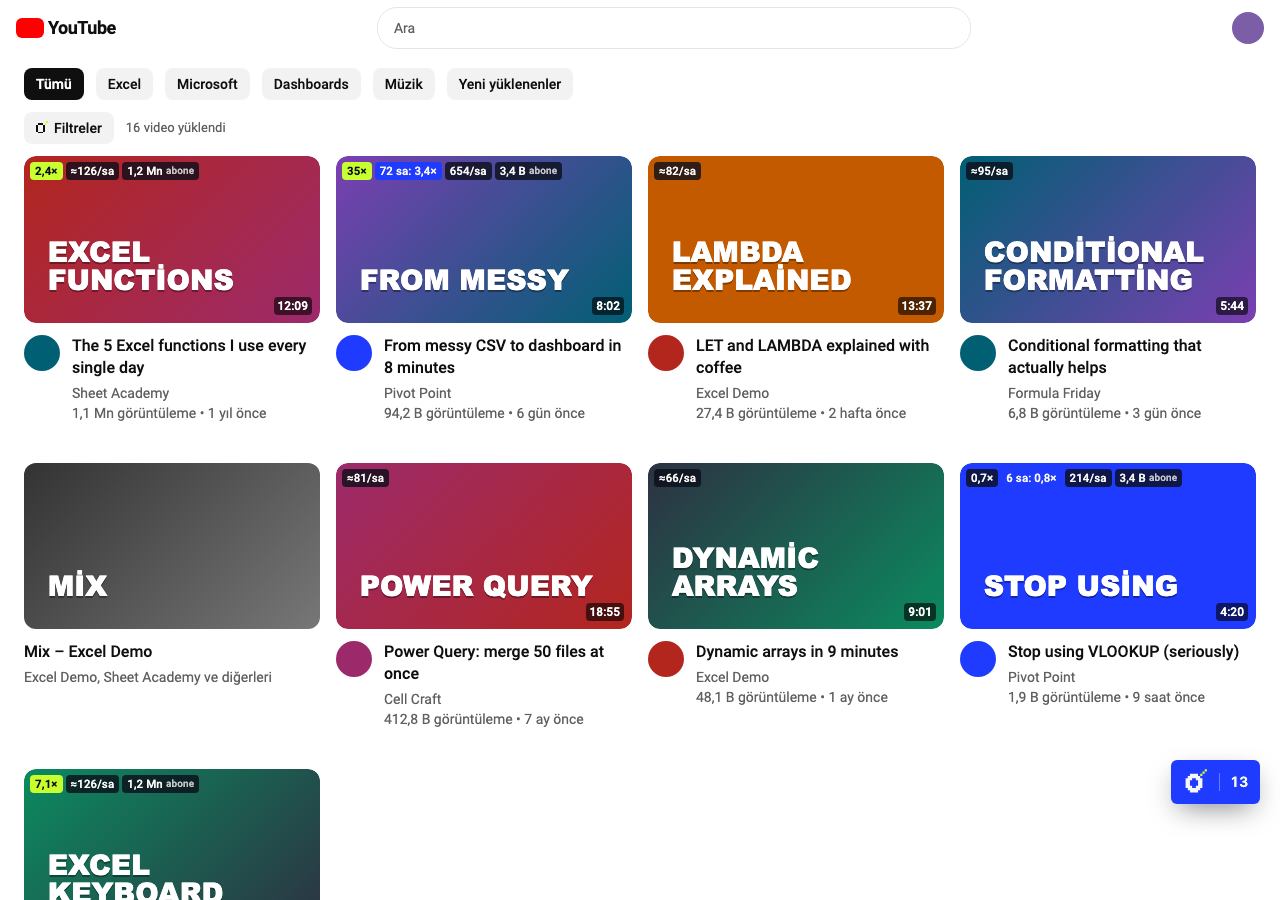 YouTube
Ara
Tümü
Excel
Microsoft
Dashboards
Müzik
Yeni yüklenenler
Filtreler
16 video yüklendi
2,4×
≈126/sa
1,2 Mn abone
EXCEL
FUNCTİONS
12:09
The 5 Excel functions I use every
single day
Sheet Academy
1,1 Mn görüntüleme • 1 yıl önce
35×
72 sa: 3,4×
654/sa
3,4 B abone
FROM MESSY
8:02
From messy CSV to dashboard in
8 minutes
Pivot Point
94,2 B görüntüleme • 6 gün önce
≈82/sa
LAMBDA
EXPLAİNED
13:37
LET and LAMBDA explained with
coffee
Excel Demo
27,4 B görüntüleme • 2 hafta önce
≈95/sa
CONDİTİONAL
FORMATTİNG
5:44
Conditional formatting that
actually helps
Formula Friday
6,8 B görüntüleme • 3 gün önce
MİX
Mix – Excel Demo
Excel Demo, Sheet Academy ve diğerleri
≈81/sa
POWER QUERY
18:55
Power Query: merge 50 files at
once
Cell Craft
412,8 B görüntüleme • 7 ay önce
≈66/sa
DYNAMİC
ARRAYS
9:01
Dynamic arrays in 9 minutes
Excel Demo
48,1 B görüntüleme • 1 ay önce
0,7×
6 sa: 0,8×
214/sa
3,4 B abone
STOP USİNG
4:20
Stop using VLOOKUP (seriously)
Pivot Point
1,9 B görüntüleme • 9 saat önce
7,1×
≈126/sa
1,2 Mn abone
EXCEL
KEYBOARD
13